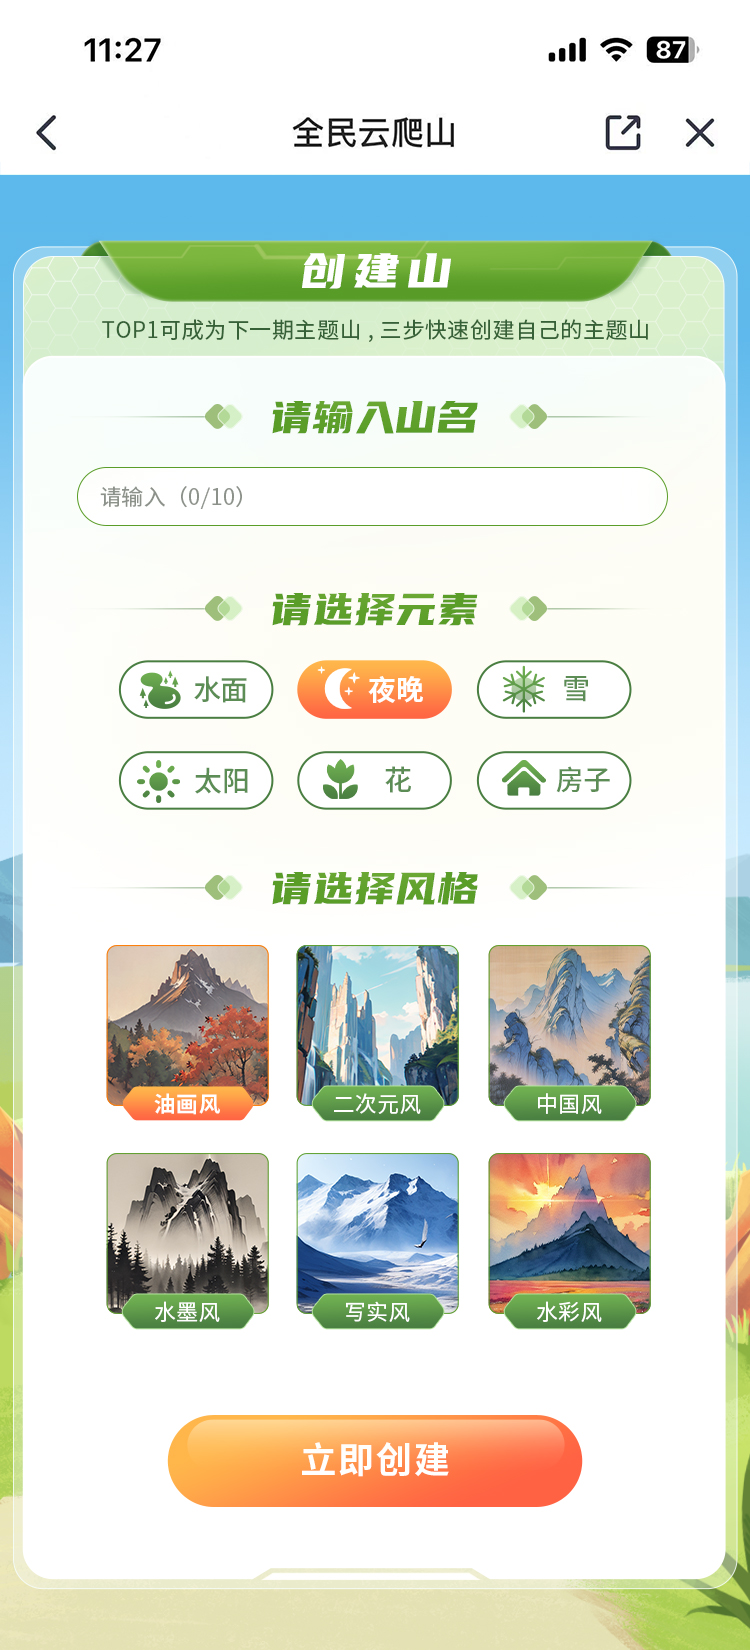 11:27
87
全民云爬山
创建山
TOP1可成为下一期主题山,三步快速创建自己的主题山
请输入山名
请输入（0/10）
请选择元素
水面 夜晚 雪
太阳 花 房子
请选择风格
油画风 二次元风 中国风
水墨风 写实风 水彩风
立即创建